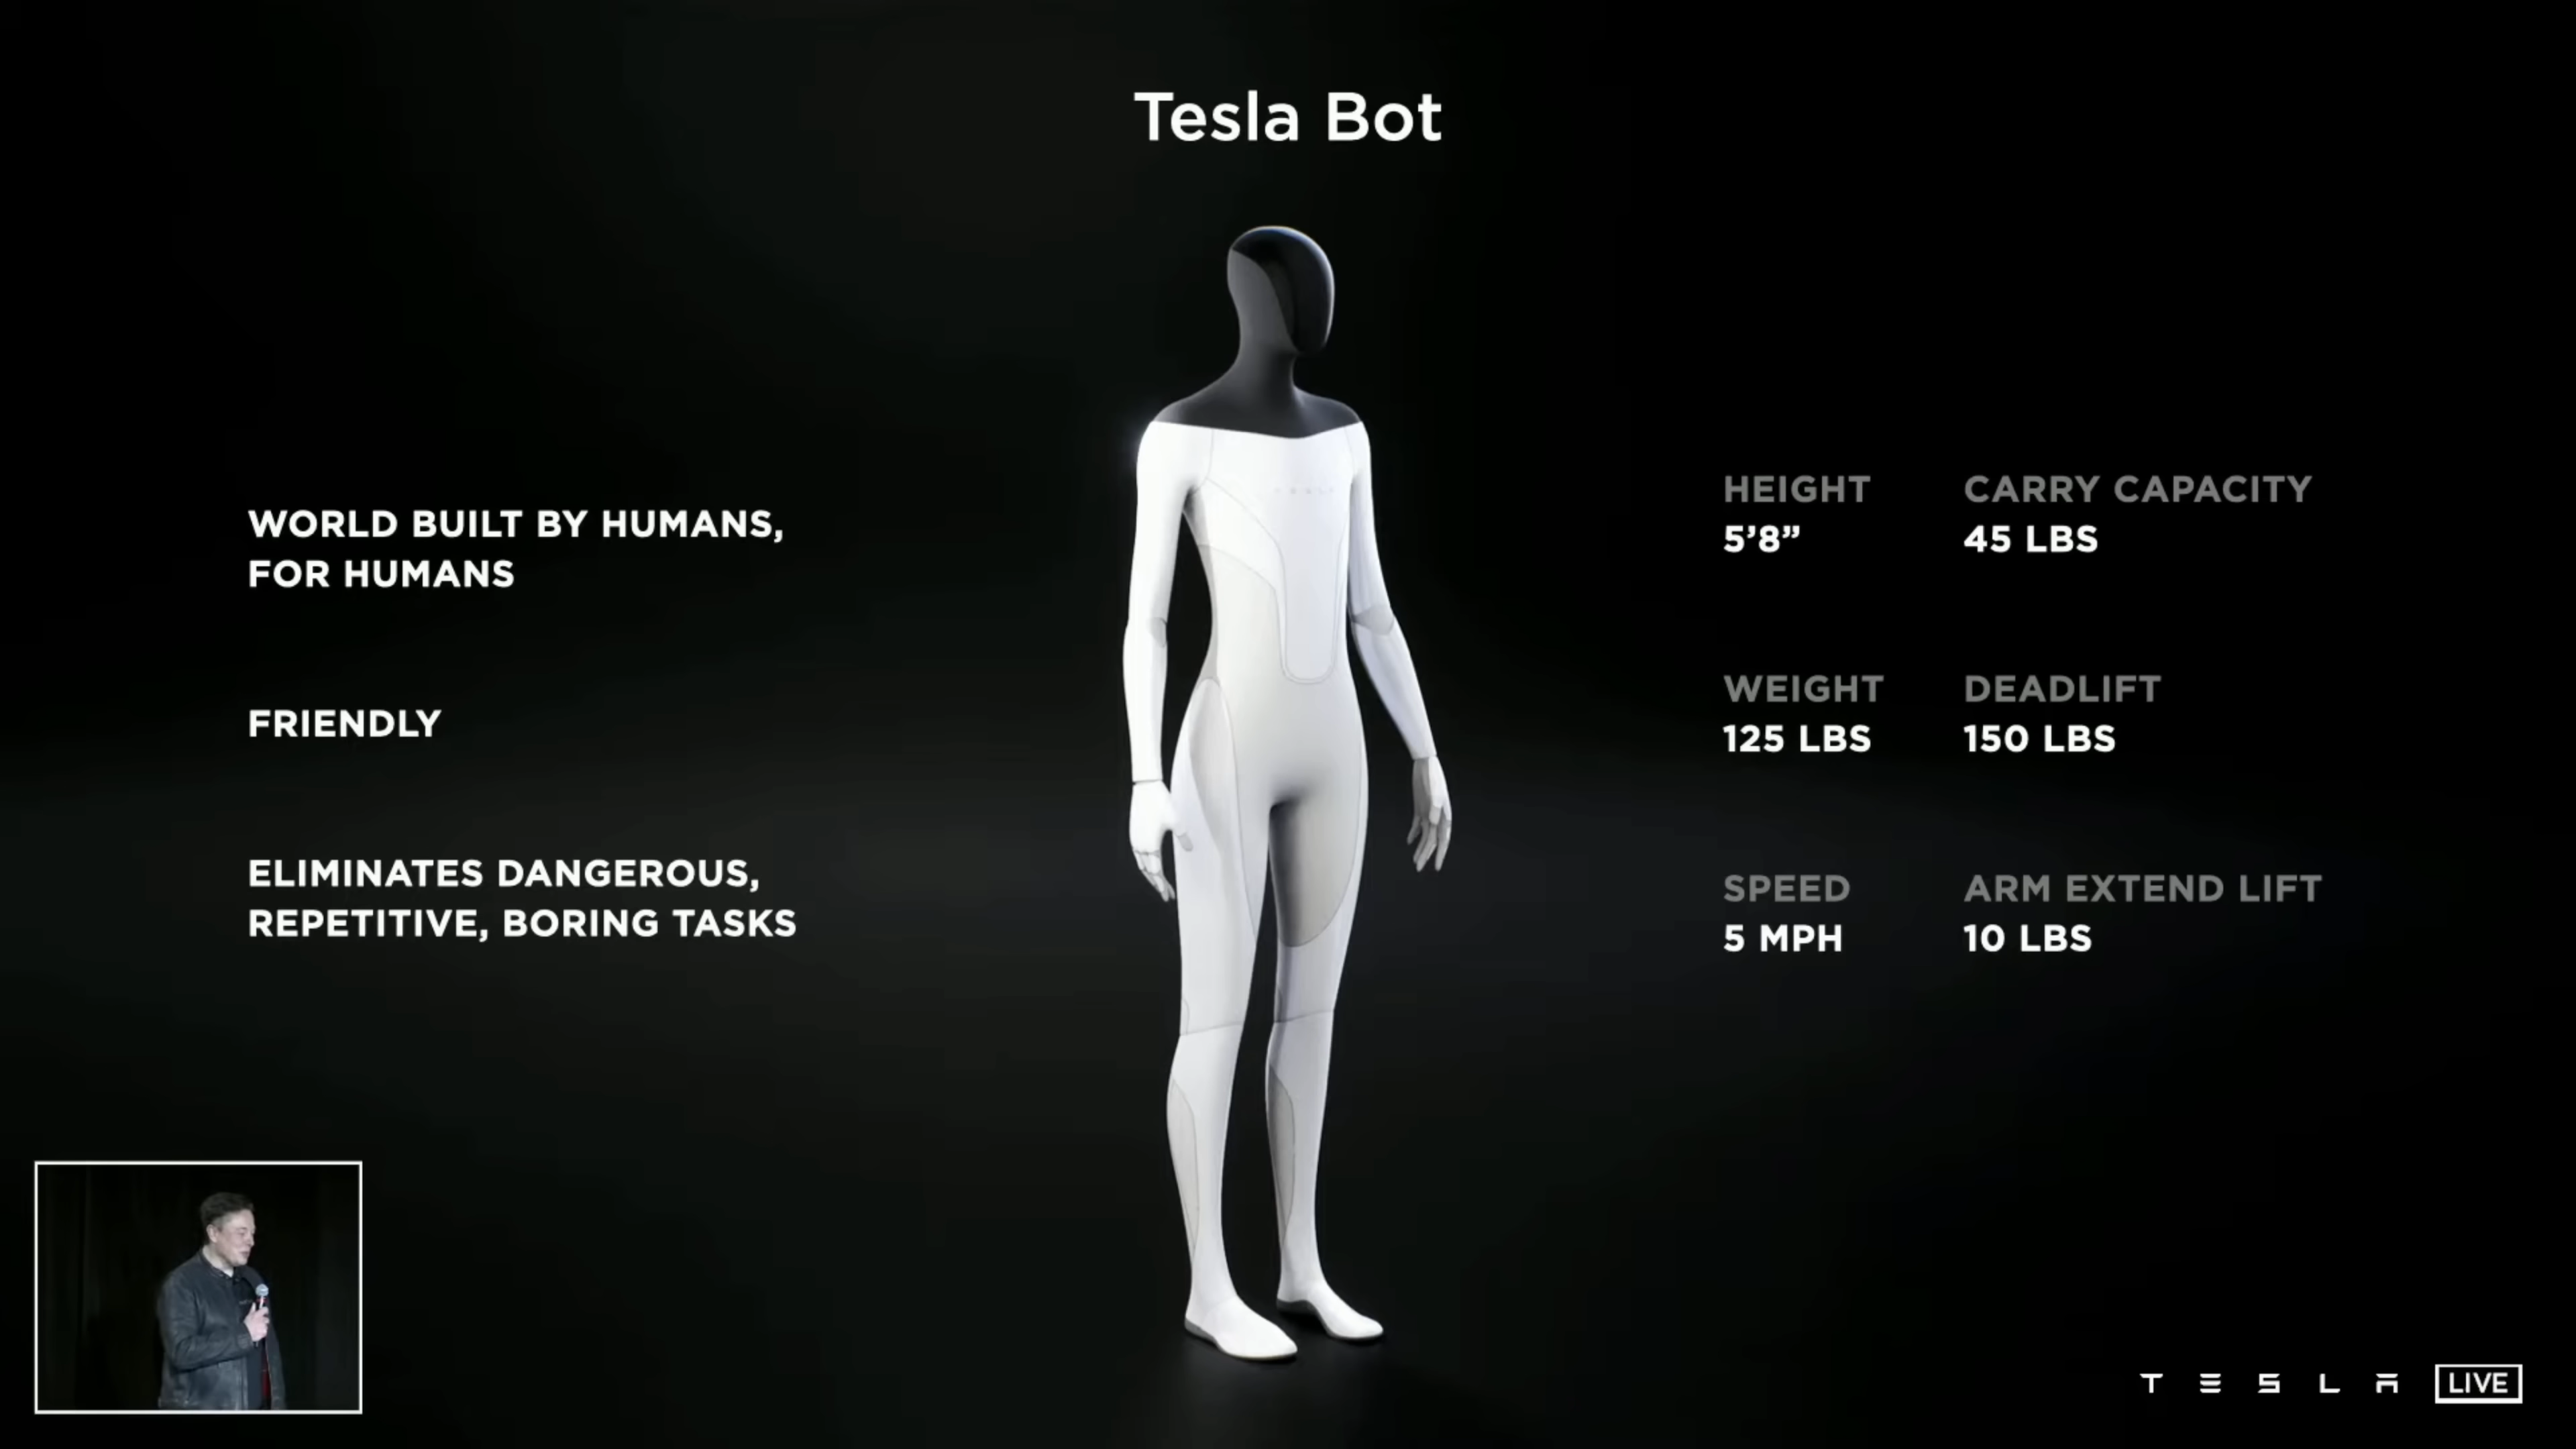 Tesla Bot
WORLD BUILT BY HUMANS,
FOR HUMANS
FRIENDLY
ELIMINATES DANGEROUS,
REPETITIVE, BORING TASKS
HEIGHT
5’8”
CARRY CAPACITY
45 LBS
WEIGHT
125 LBS
DEADLIFT
150 LBS
SPEED
5 MPH
ARM EXTEND LIFT
10 LBS
TESLA
TESLA LIVE